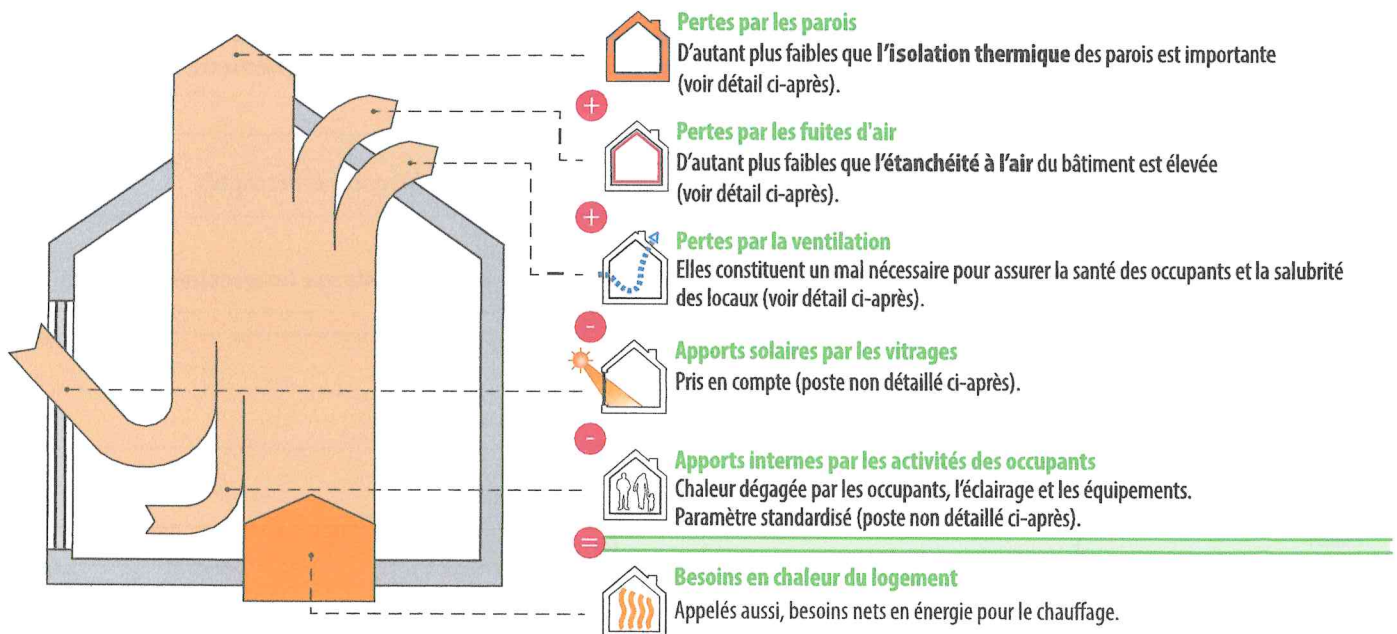 Pertes par les parois
D'autant plus faibles que l'isolation thermique des parois est importante
(voir détail ci-après).
+
Pertes par les fuites d'air
D'autant plus faibles que l'étanchéité à l'air du bâtiment est élevée
(voir détail ci-après).
+
Pertes par la ventilation
Elles constituent un mal nécessaire pour assurer la santé des occupants et la salubrité
des locaux (voir détail ci-après).
-
Apports solaires par les vitrages
Pris en compte (poste non détaillé ci-après).
-
Apports internes par les activités des occupants
Chaleur dégagée par les occupants, l'éclairage et les équipements.
Paramètre standardisé (poste non détaillé ci-après).
=
Besoins en chaleur du logement
Appelés aussi, besoins nets en énergie pour le chauffage.